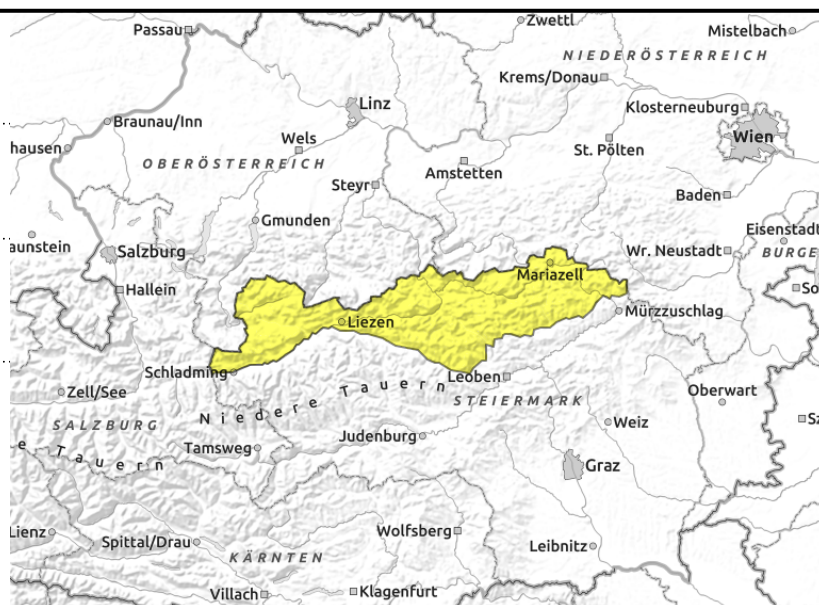 Passau
Zwettl
Mistelbach
NIEDERÖSTERREICH
Krems/Donau
Linz
Klosterneuburg
Braunau/Inn
Wien
hausen
Wels
St. Pölten
OBERÖSTERREICH
Amstetten
Steyr
Baden
Gmunden
Eisenstadt
aunstein
Salzburg
Wr. Neustadt
BURGE
Mariazell
Hallein
So
Mürzzuschlag
Liezen
Schladming
Leoben
Zell/See
Niedere Tauern
Oberwart
STEIERMARK
SALZBURG
Weiz
Sz
Judenburg
e Tauern
Tamsweg
Graz
Lienz
Wolfsberg
Spittal/Drau
Leibnitz
KÄRNTEN
Villach
Klagenfurt